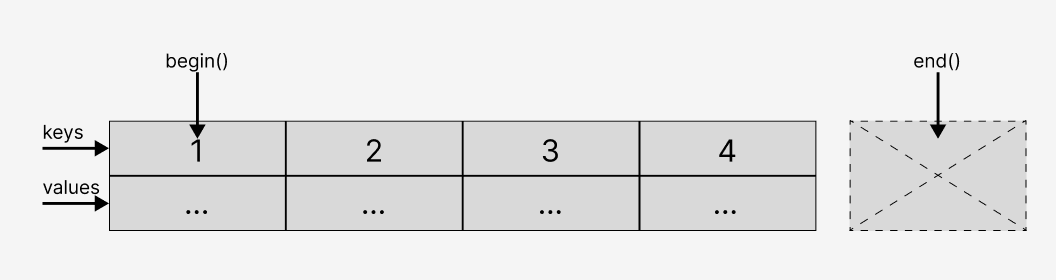 begin()
end()
keys
1 2 3 4
values
... ... ... ...